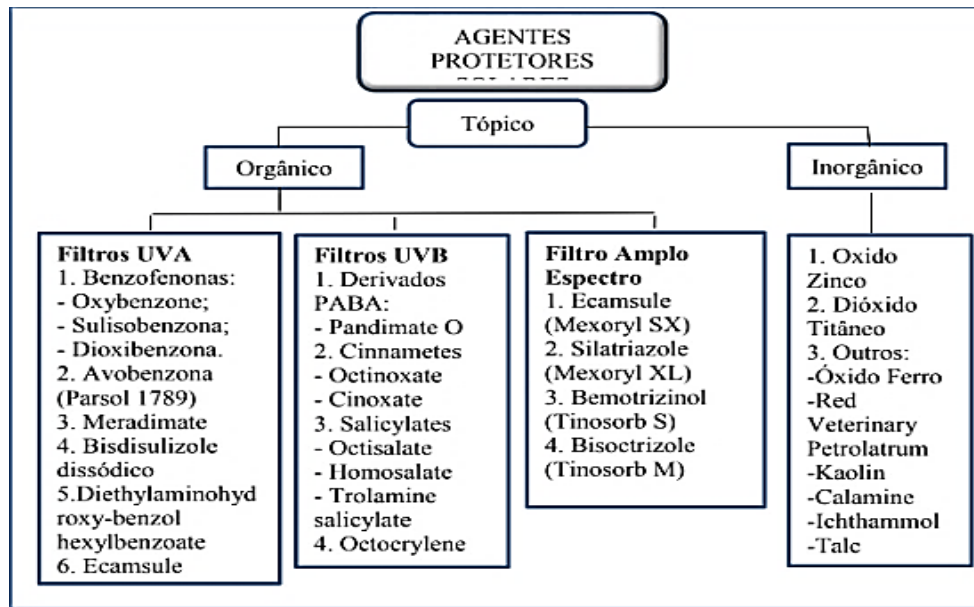 AGENTES
PROTETORES
Tópico
Orgânico
Inorgânico
Filtros UVA
1. Benzofenonas:
- Oxybenzone;
- Sulisobenzona;
- Dioxibenzona.
2. Avobenzona
(Parsol 1789)
3. Meradimate
4. Bisdisulizole
dissódico
5.Diethylaminohyd
roxy-benzol
hexylbenzoate
6. Ecamsule
Filtros UVB
1. Derivados
PABA:
- Pandimate O
2. Cinnametes
- Octinoxate
- Cinoxate
3. Salicylates
- Octisalate
- Homosalate
- Trolamine
salicylate
4. Octocrylene
Filtro Amplo
Espectro
1. Ecamsule
(Mexoryl SX)
2. Silatriazole
(Mexoryl XL)
3. Bemotrizinol
(Tinosorb S)
4. Bisoctrizole
(Tinosorb M)
1. Oxido
Zinco
2. Dióxido
Titâneo
3. Outros:
-Óxido Ferro
-Red
Veterinary
Petrolatrum
-Kaolin
-Calamine
-Ichthammol
-Talc